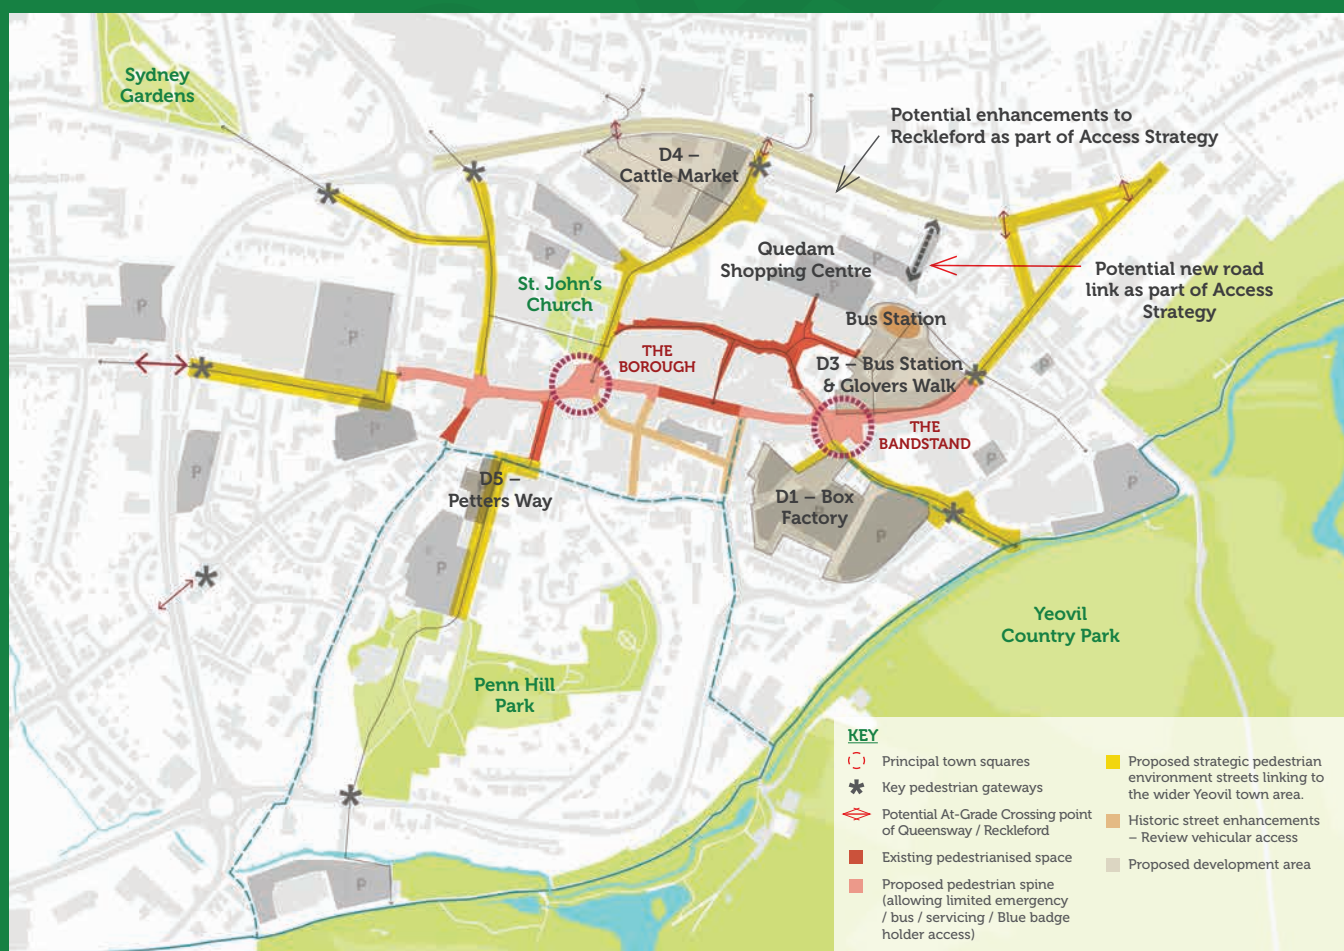 Sydney
Gardens
Potential enhancements to
Reckleford as part of Access Strategy
D4 –
Cattle Market
P
P
Quedam
Shopping Centre
P
P
St. John's
Church
Potential new road
link as part of Access
Strategy
P
P
Bus Station
THE
BOROUGH
D3 – Bus Station
& Glovers Walk
P
P
THE
BANDSTAND
P
P
P
D5 –
Petters Way
D1 – Box
Factory
P
P
P
Yeovil
Country Park
Penn Hill
Park
P
KEY
Principal town squares
Key pedestrian gateways
Potential At-Grade Crossing point
of Queensway / Reckleford
Existing pedestrianised space
Proposed pedestrian spine
(allowing limited emergency
/ bus / servicing / Blue badge
holder access)
Proposed strategic pedestrian
environment streets linking to
the wider Yeovil town area.
Historic street enhancements
– Review vehicular access
Proposed development area